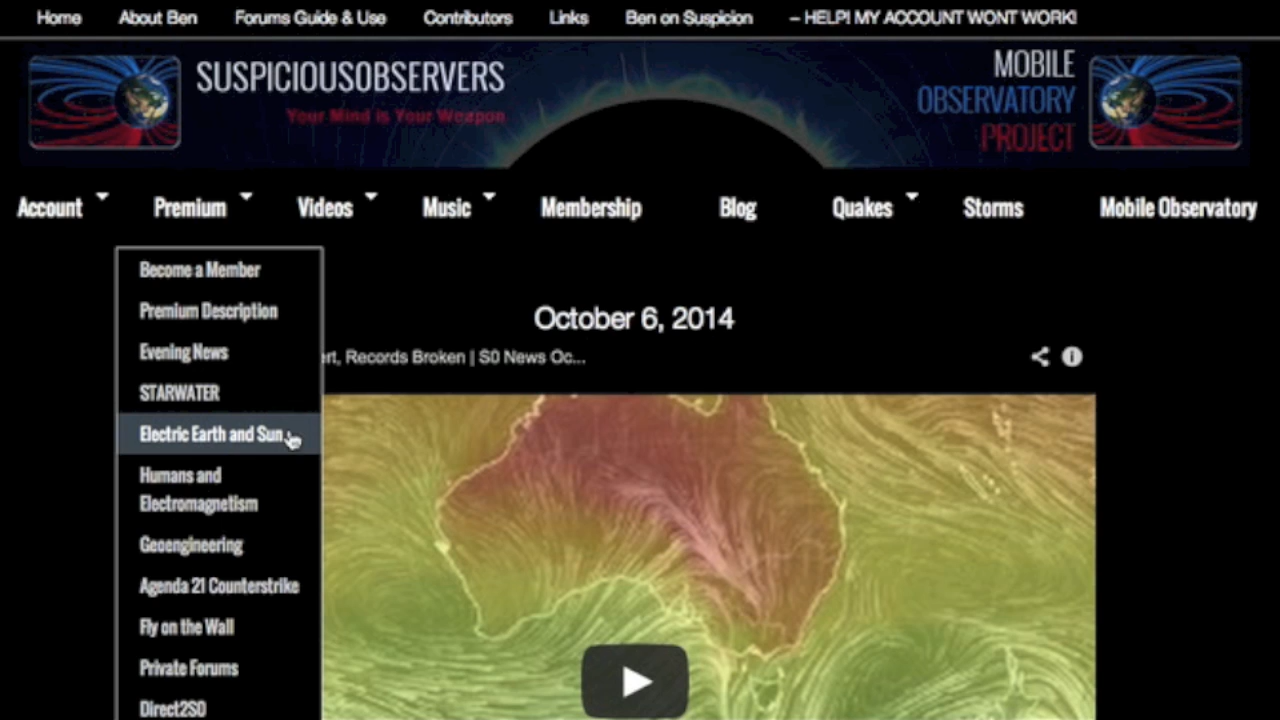 Home About Ben Forums Guide & Use Contributors Links Ben on Suspicion – HELP! MY ACCOUNT WONT WORK!
SUSPICIOUSOBSERVERS
Your Mind is Your Weapon
MOBILE
OBSERVATORY
PROJECT
Account Premium Videos Music Membership Blog Quakes Storms Mobile Observatory
Become a Member
Premium Description
Evening News
STARWATER
Electric Earth and Sun
Humans and
Electromagnetism
Geoengineering
Agenda 21 Counterstrike
Fly on the Wall
Private Forums
Direct2S0
October 6, 2014
ert, Records Broken | S0 News Oc...